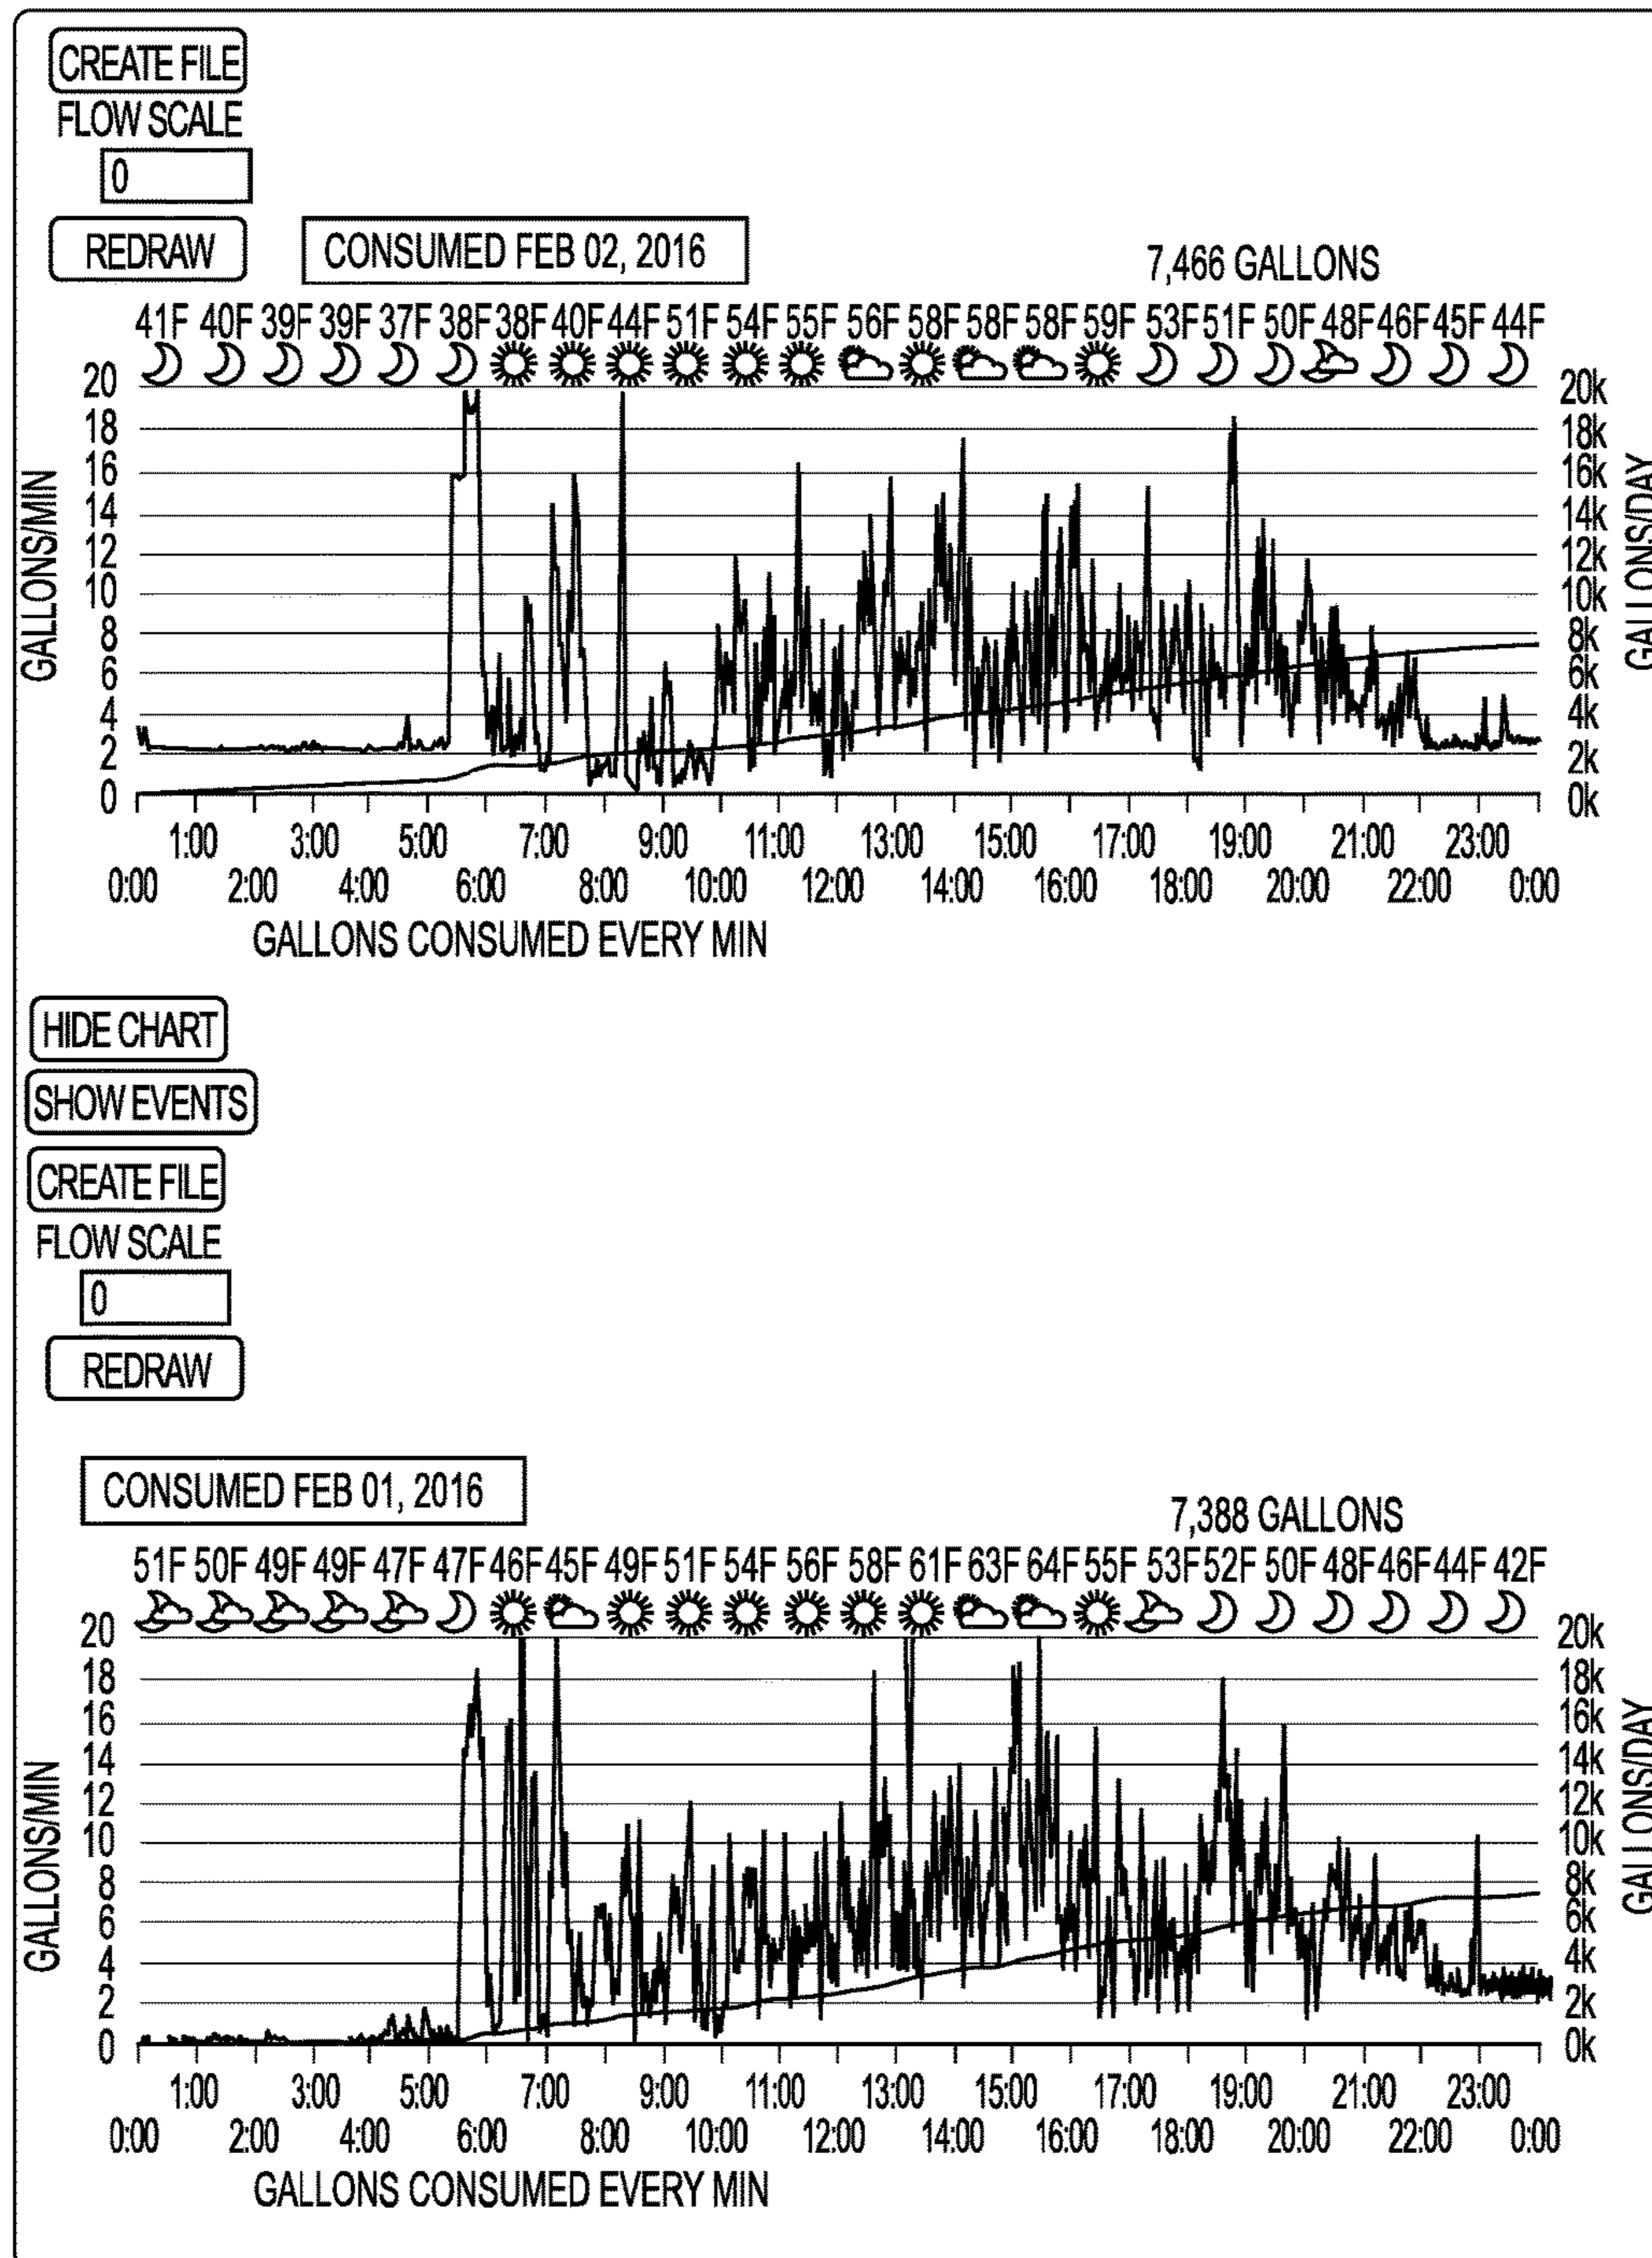 CREATE FILE
FLOW SCALE
0
REDRAW
CONSUMED FEB 02, 2016
7,466 GALLONS
41F 40F 39F 39F 37F 38F 38F 40F 44F 51F 54F 55F 56F 58F 58F 58F 59F 53F 51F 50F 48F 46F 45F 44F
GALLONS/MIN
20
18
16
14
12
10
8
6
4
2
0
20k
18k
16k
14k
12k
10k
8k
6k
4k
2k
0k
GALLONS/DAY
1:00 3:00 5:00 7:00 9:00 11:00 13:00 15:00 17:00 19:00 21:00 23:00
0:00 2:00 4:00 6:00 8:00 10:00 12:00 14:00 16:00 18:00 20:00 22:00 0:00
GALLONS CONSUMED EVERY MIN
HIDE CHART
SHOW EVENTS
CREATE FILE
FLOW SCALE
0
REDRAW
CONSUMED FEB 01, 2016
7,388 GALLONS
51F 50F 49F 49F 47F 47F 46F 45F 49F 51F 54F 56F 58F 61F 63F 64F 55F 53F 52F 50F 48F 46F 44F 42F
GALLONS/MIN
20
18
16
14
12
10
8
6
4
2
0
20k
18k
16k
14k
12k
10k
8k
6k
4k
2k
0k
GALLONS/DAY
1:00 3:00 5:00 7:00 9:00 11:00 13:00 15:00 17:00 19:00 21:00 23:00
0:00 2:00 4:00 6:00 8:00 10:00 12:00 14:00 16:00 18:00 20:00 22:00 0:00
GALLONS CONSUMED EVERY MIN